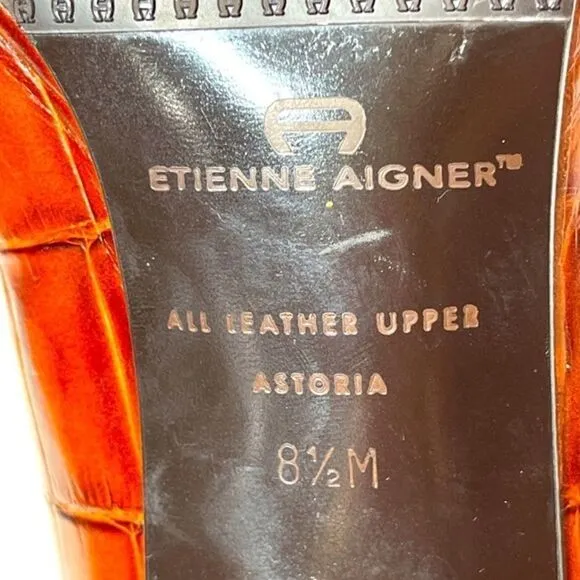 ETIENNE AIGNER™
ALL LEATHER UPPER
ASTORIA
8½M